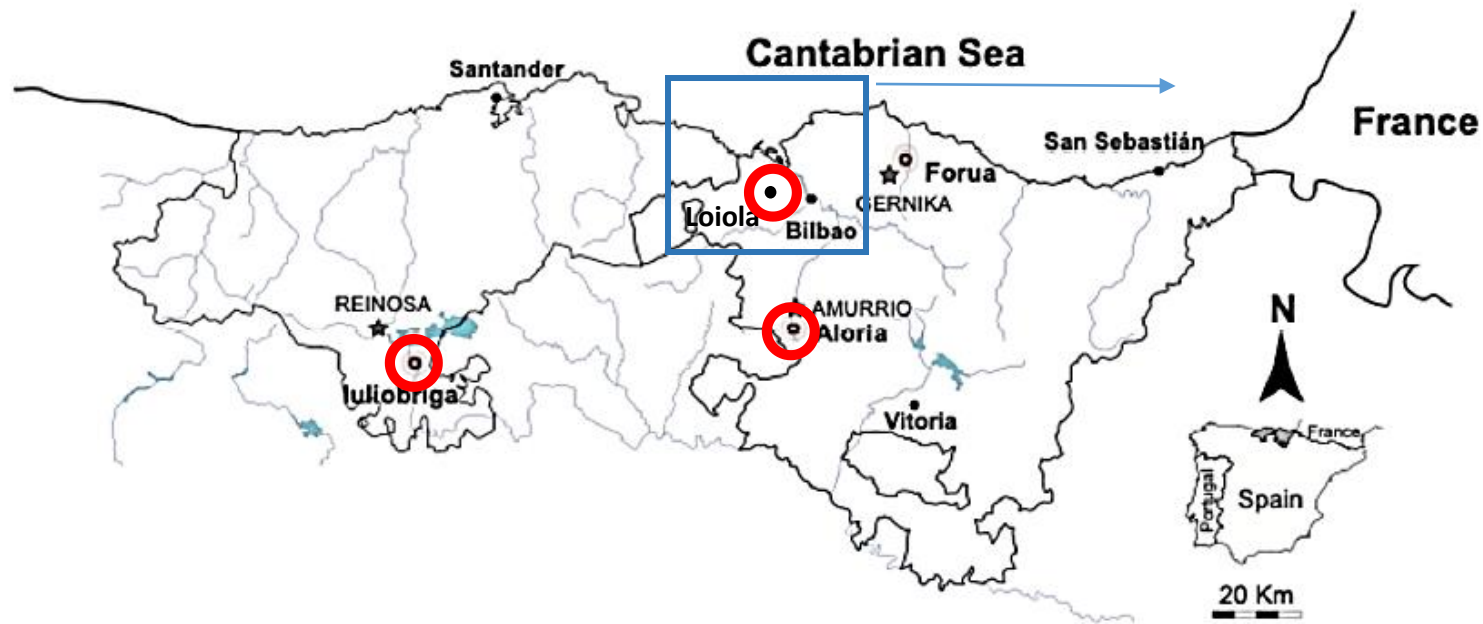 Cantabrian Sea
Santander
France
San Sebastián
Forua
GERNIKA
Loiola
Bilbao
REINOSA
AMURRIO
Aloria
N
Iuliobriga
Vitoria
France
Portugal
Spain
20 Km